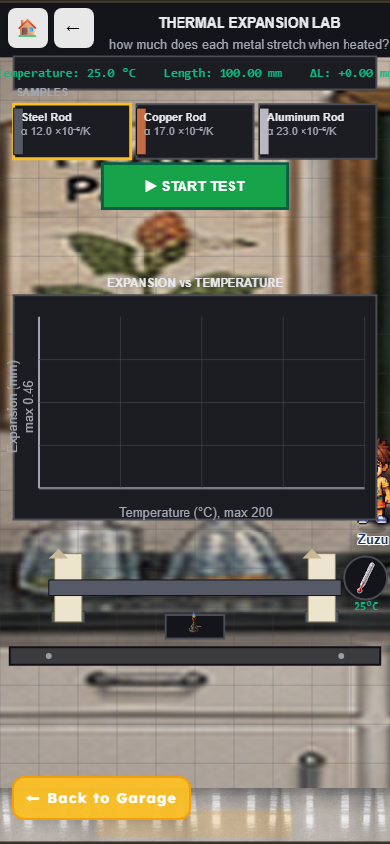 THERMAL EXPANSION LAB
how much does each metal stretch when heated?
emperature: 25.0 °C Length: 100.00 mm ΔL: +0.00 m
SAMPLES
Steel Rod
α 12.0 ×10⁻⁶/K
Copper Rod
α 17.0 ×10⁻⁶/K
Aluminum Rod
α 23.0 ×10⁻⁶/K
▶ START TEST
EXPANSION vs TEMPERATURE
Expansion (mm)
max 0.46
Temperature (°C), max 200
Zuzu
25°C
← Back to Garage